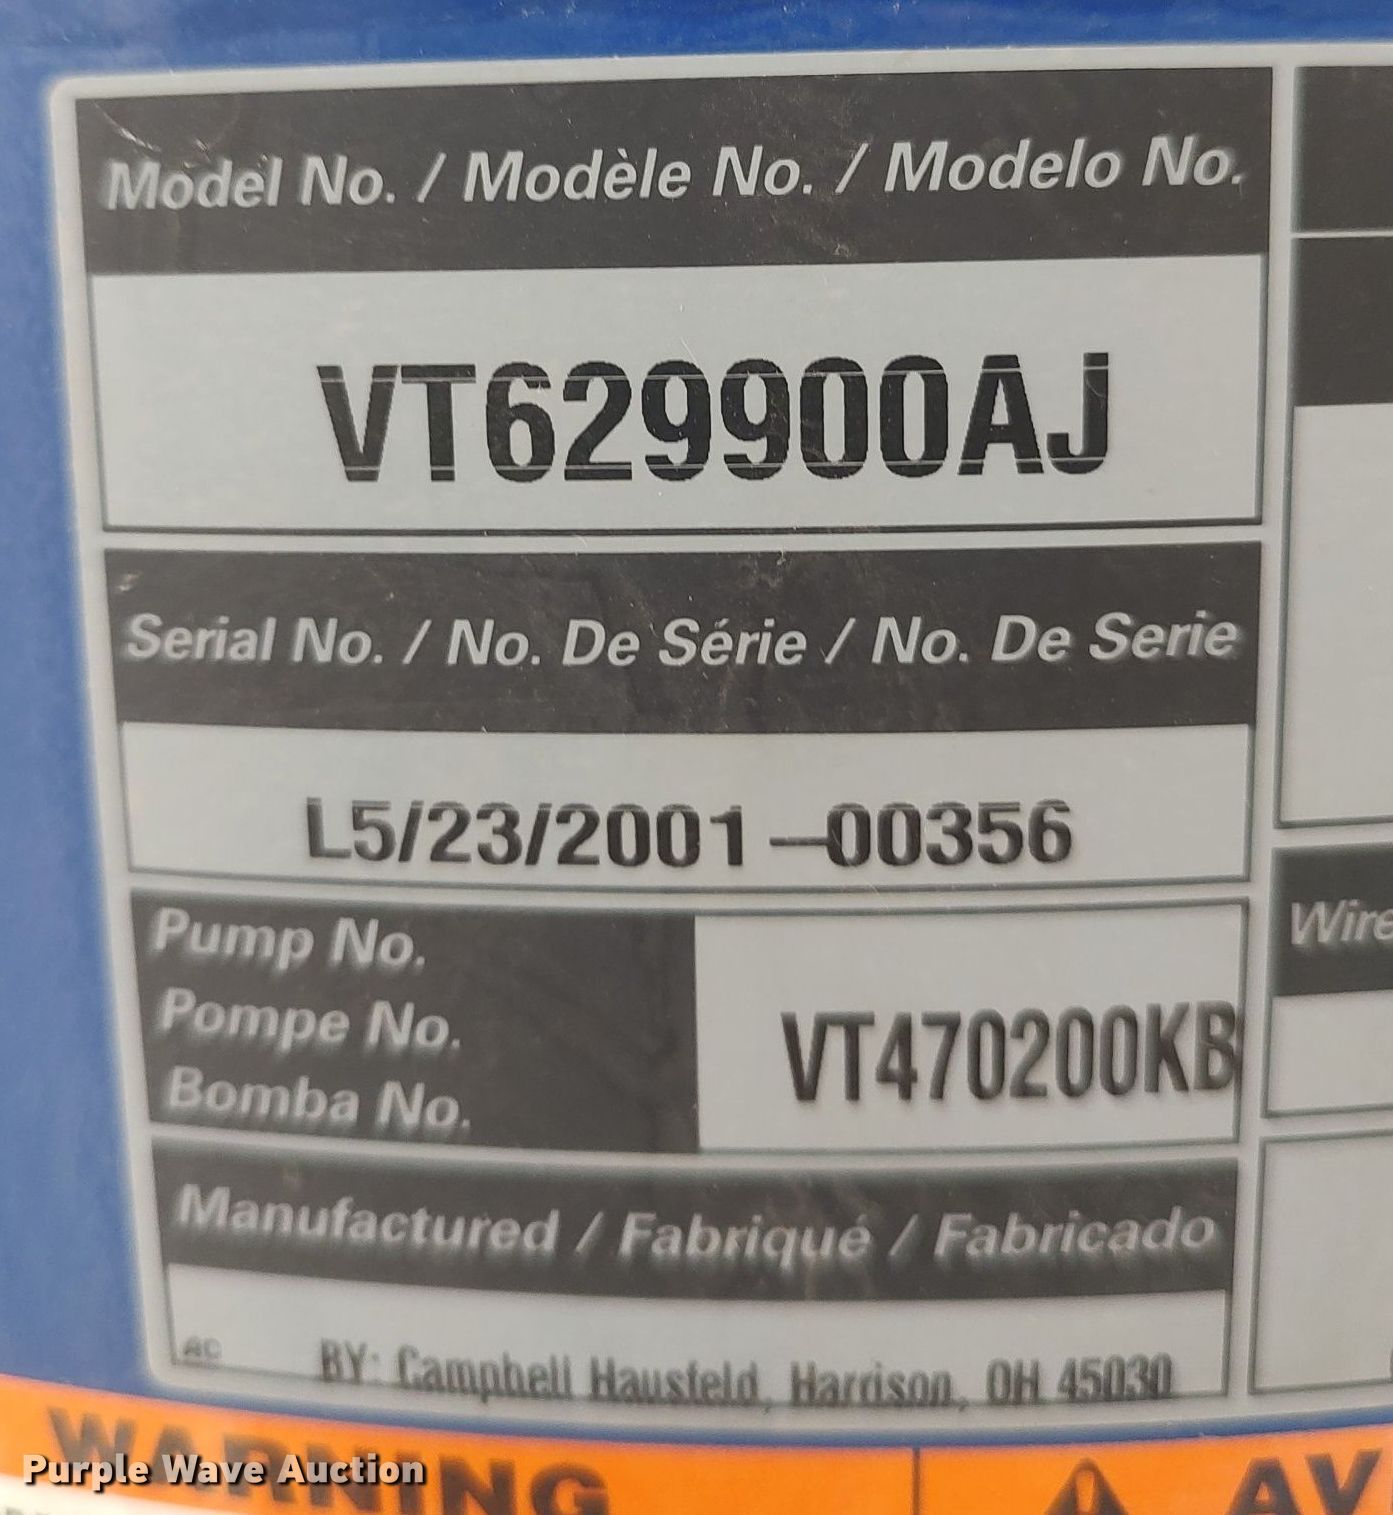 Model No. / Modèle No. / Modelo No.
VT629900AJ
Serial No. / No. De Série / No. De Serie
L5/23/2001-00356
Pump No.
Pompe No.
Bomba No.
VT470200KB
Manufactured / Fabriqué / Fabricado
AC
BY: Campbell Hausfeld, Harrison, OH 45030
Wire
WARNING
AV
Purple Wave Auction